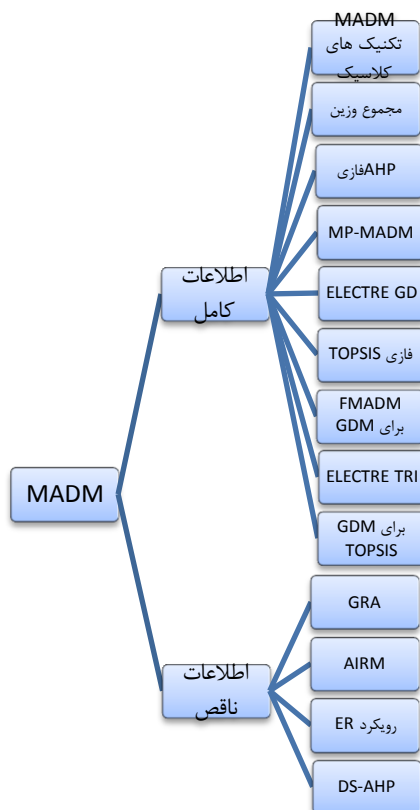 MADM
تکنیک های
کلاسیک
مجموع وزین
AHPفازی
MP-MADM
اطلاعات
کامل
ELECTRE GD
فازی TOPSIS
FMADM
برای GDM
MADM
ELECTRE TRI
برای GDM
TOPSIS
GRA
AIRM
اطلاعات
ناقص
رویکرد ER
DS-AHP